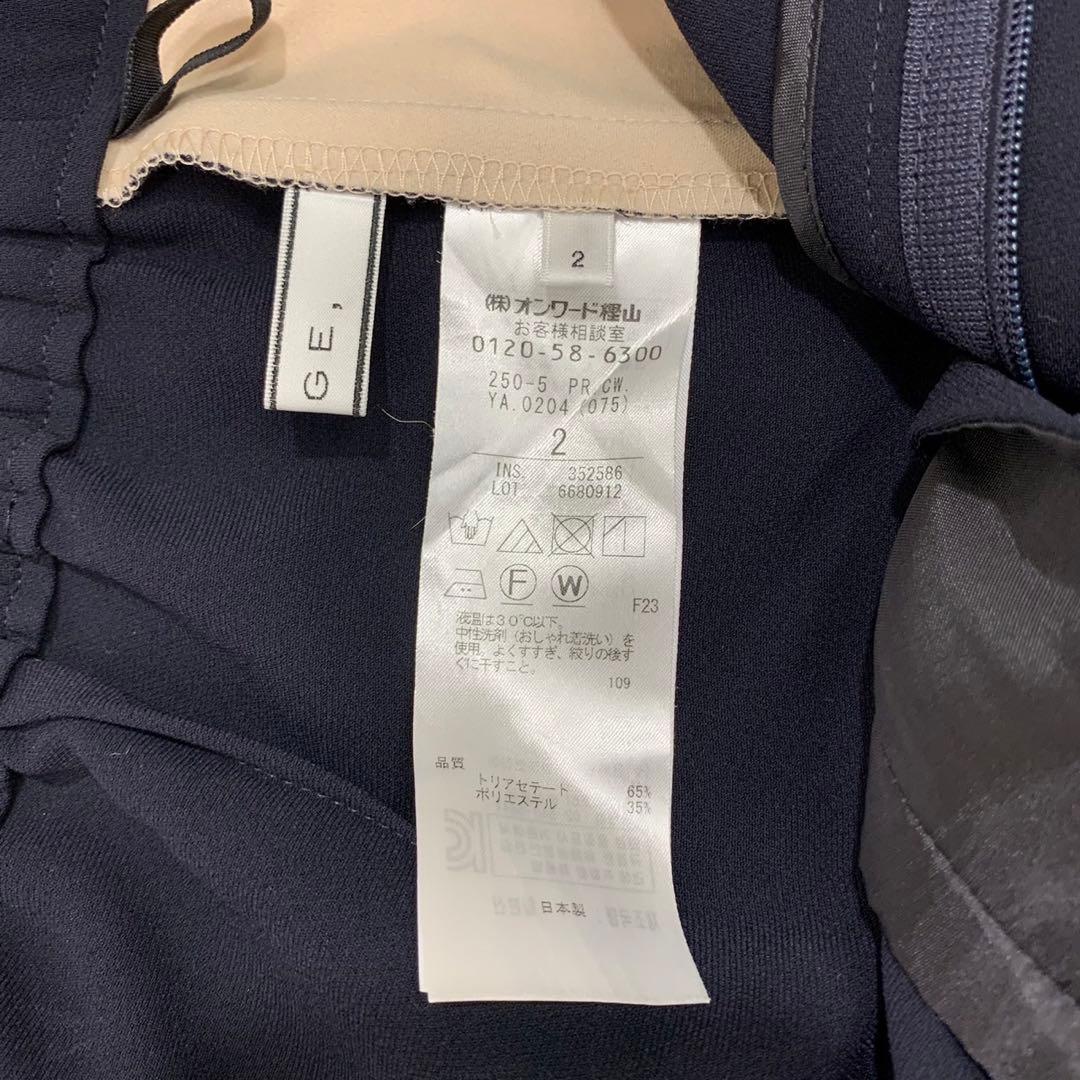 GE,
2
(株)オンワード樫山
お客様相談室
0120-58-6300
250-5 PR CW.
YA.0204 (075)
2
INS. 352586
LOT 6680912
F W
F23
液温は30℃以下。
中性洗剤（おしゃれ着洗い）を
使用。よくすすぎ、絞りの後す
ぐに干すこと。
109
品質
トリアセテート 65%
ポリエステル 35%
日本製